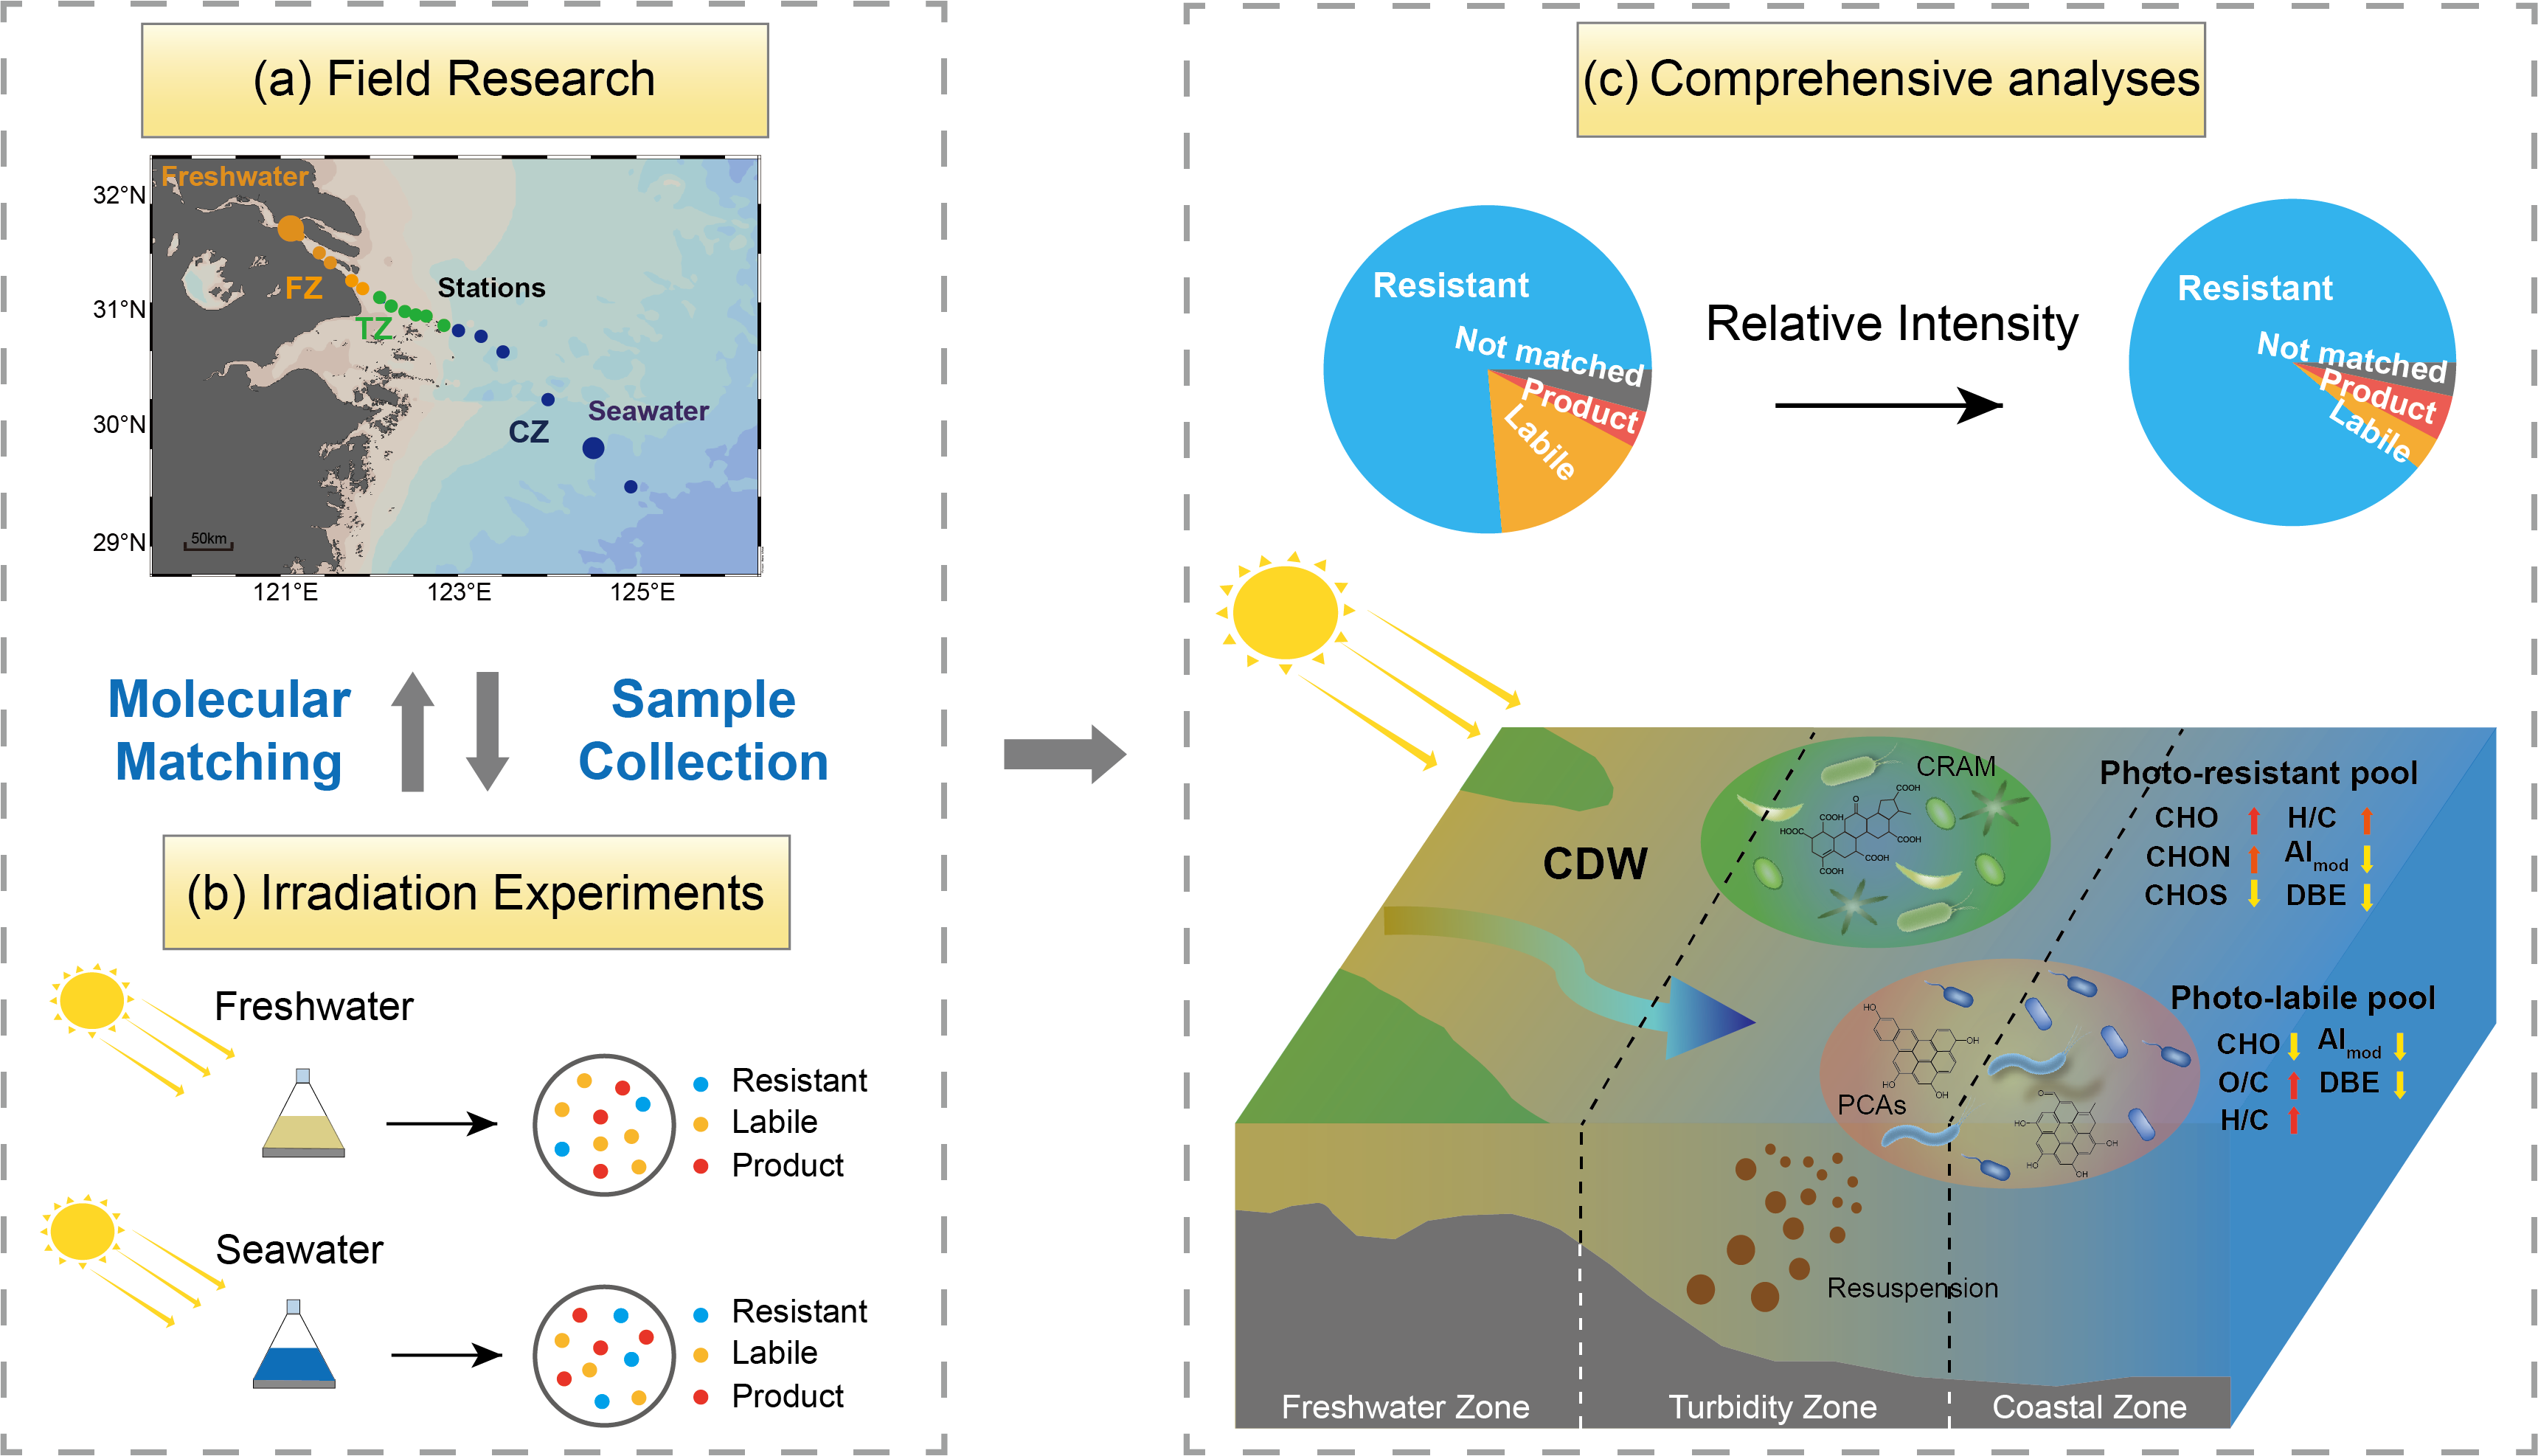 (a) Field Research
Freshwater
32°N
31°N
30°N
29°N
FZ
TZ
Stations
CZ
Seawater
50km
121°E
123°E
125°E
Molecular
Matching
Sample
Collection
(b) Irradiation Experiments
Freshwater
Resistant
Labile
Product
Seawater
Resistant
Labile
Product
(c) Comprehensive analyses
Resistant
Not matched
Product
Labile
Relative Intensity
Resistant
Not matched
Product
Labile
CDW
CRAM
COOH
O
COOH
HOOC
COOH
COOH
COOH
Photo-resistant pool
CHO H/C
CHON AImod
CHOS DBE
Photo-labile pool
CHO AImod
O/C DBE
H/C
PCAs
HO
OH
HO
OH
O
HO
OH
HO
OH
Resuspension
Freshwater Zone
Turbidity Zone
Coastal Zone